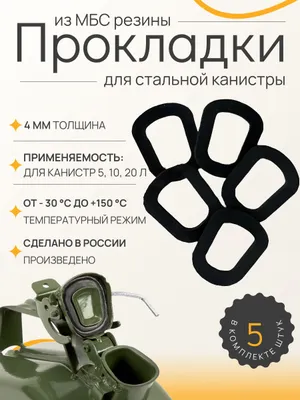 из МБС резины
Прокладки
для стальной канистры
4 ММ ТОЛЩИНА
ПРИМЕНЯЕМОСТЬ:
ДЛЯ КАНИСТР 5, 10, 20 Л
ОТ - 30 °С ДО +150 °С
ТЕМПЕРАТУРНЫЙ РЕЖИМ
СДЕЛАНО В РОССИИ
ПРОИЗВЕДЕНО
5
В КОМПЛЕКТЕ ШТУК